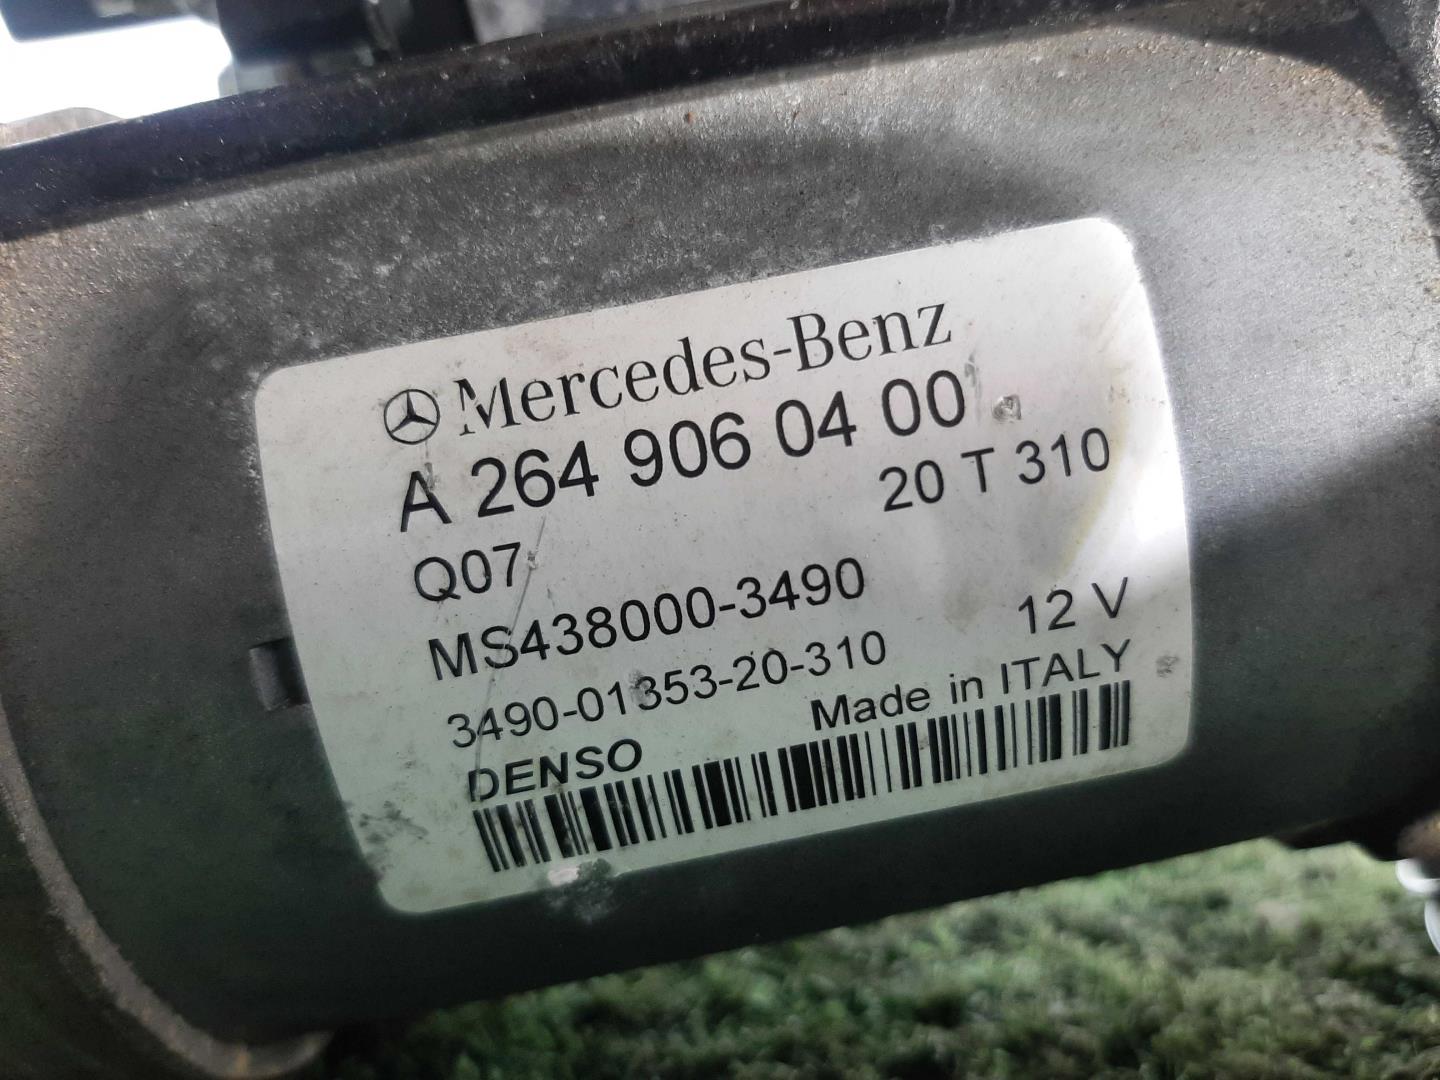 Mercedes-Benz
A 264 906 04 00
20 T 310
Q07
MS438000-3490
12 V
3490-01353-20-310
Made in ITALY
DENSO